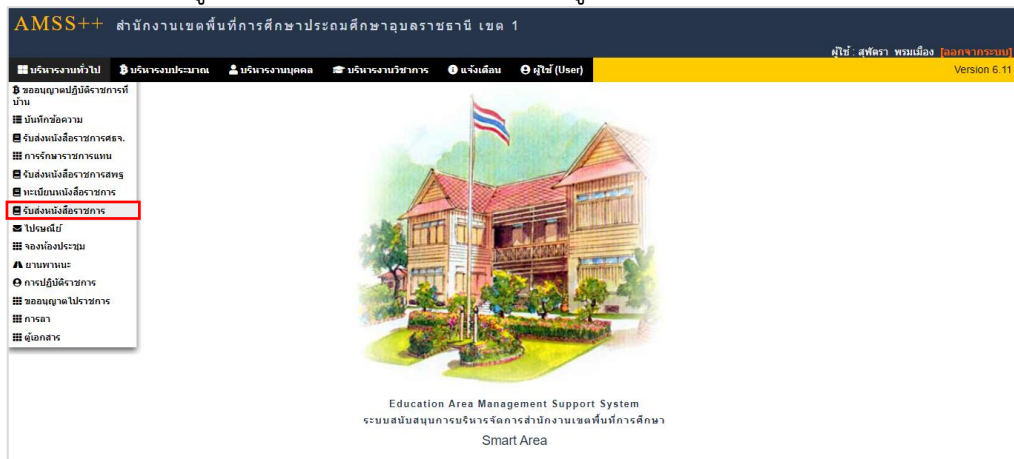 AMSS++ สำนักงานเขตพื้นที่การศึกษาประถมศึกษาอุบลราชธานี เขต 1
ผู้ใช้ : สุพัตรา พรมเมือง [ออกจากระบบ]
บริหารงานทั่วไป บริหารงบประมาณ บริหารงานบุคคล บริหารงานวิชาการ แจ้งเตือน ผู้ใช้ (User) Version 6.11
ขออนุญาตปฏิบัติราชการที่
บ้าน
บันทึกข้อความ
รับส่งหนังสือราชการศธจ.
การรักษาราชการแทน
รับส่งหนังสือราชการสพฐ
ทะเบียนหนังสือราชการ
รับส่งหนังสือราชการ
ไปรษณีย์
จองห้องประชุม
ยานพาหนะ
การปฏิบัติราชการ
ขออนุญาตไปราชการ
การลา
ตู้เอกสาร
Education Area Management Support System
ระบบสนับสนุนการบริหารจัดการสำนักงานเขตพื้นที่การศึกษา
Smart Area